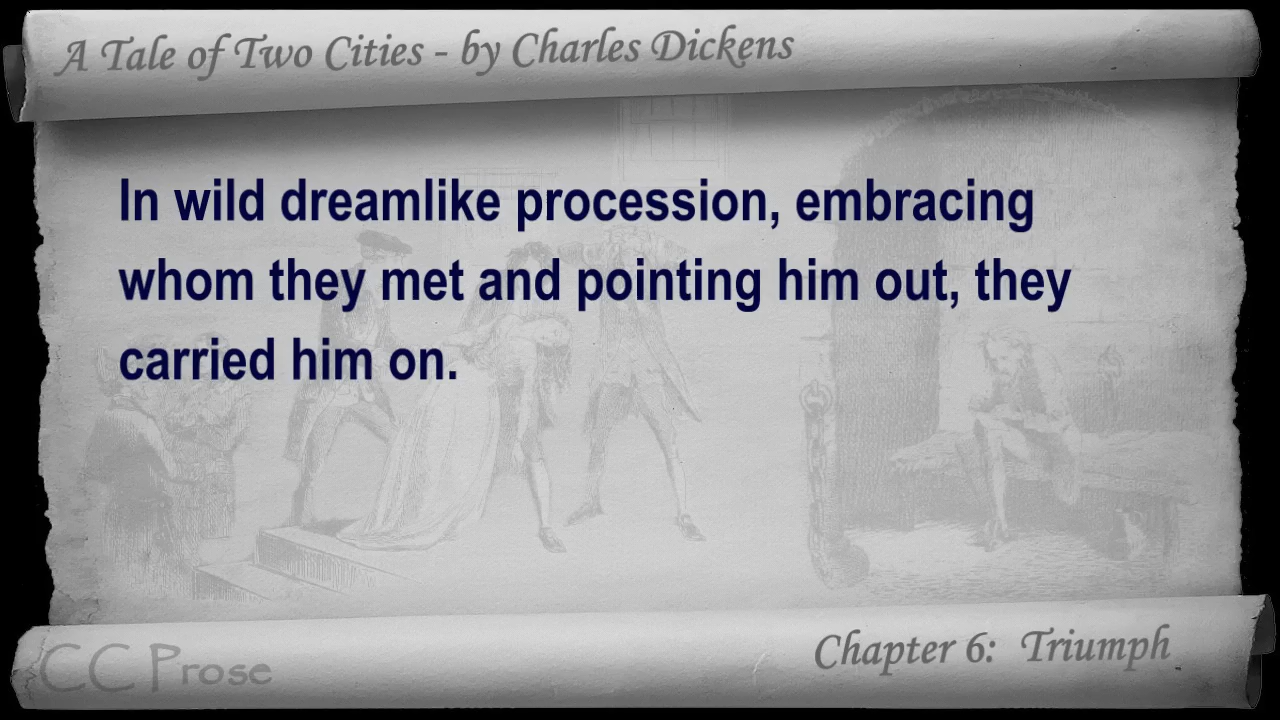 A Tale of Two Cities - by Charles Dickens
In wild dreamlike procession, embracing
whom they met and pointing him out, they
carried him on.
CC Prose
Chapter 6: Triumph